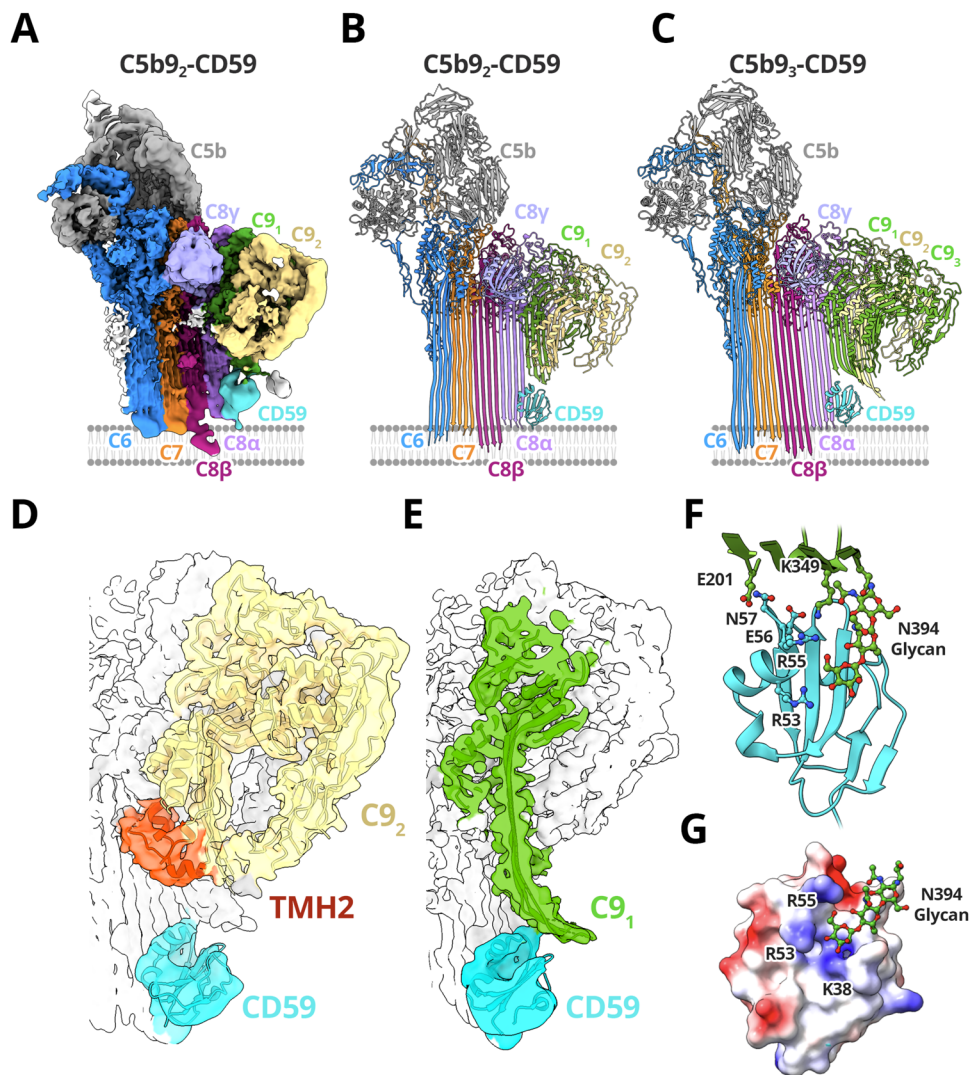 A
B
C
C5b9₂-CD59
C5b9₂-CD59
C5b9₃-CD59
C5b
C8γ
C9₁
C9₂
CD59
C6
C7
C8α
C8β
C5b
C8γ
C9₁
C9₂
CD59
C6
C7
C8α
C8β
C5b
C8γ
C9₁
C9₂
C9₃
CD59
C6
C7
C8α
C8β
D
E
F
C9₂
TMH2
CD59
C9₁
CD59
E201
K349
N57
E56
R55
R53
N394
Glycan
G
R55
R53
K38
N394
Glycan